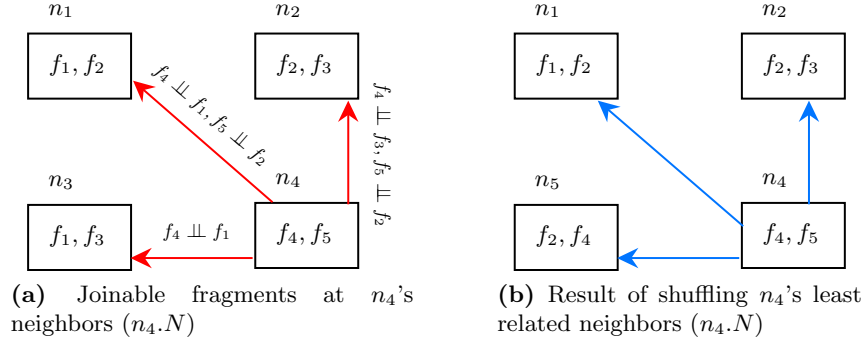 n₁
n₂
f₁, f₂
f₂, f₃
f₄ ⫫ f₁, f₅ ⫫ f₂
f₄ ⫫ f₃, f₅ ⫫ f₂
n₃
n₄
f₁, f₃
f₄ ⫫ f₁
f₄, f₅
(a) Joinable fragments at n₄'s
neighbors (n₄.N)
n₁
n₂
f₁, f₂
f₂, f₃
n₅
n₄
f₂, f₄
f₄, f₅
(b) Result of shuffling n₄'s least
related neighbors (n₄.N)